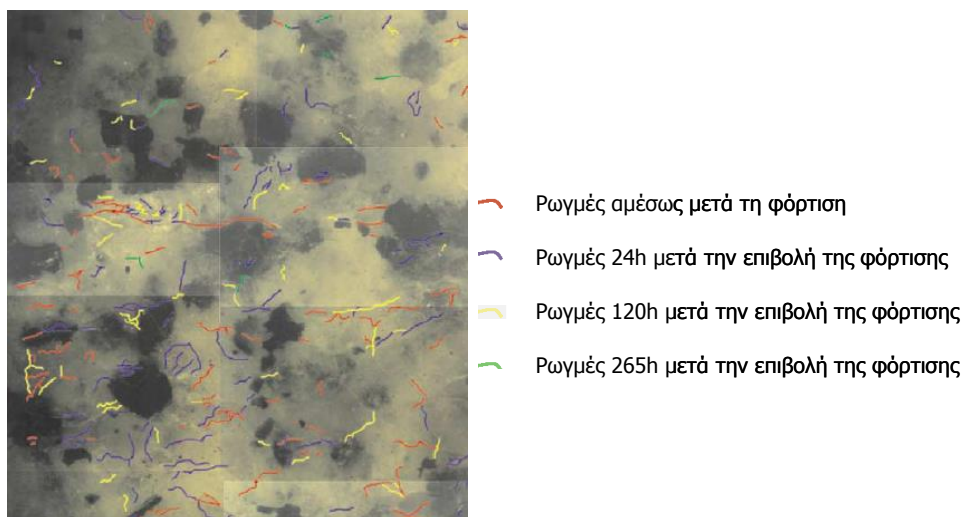 Ρωγμές αμέσως μετά τη φόρτιση
Ρωγμές 24h μετά την επιβολή της φόρτισης
Ρωγμές 120h μετά την επιβολή της φόρτισης
Ρωγμές 265h μετά την επιβολή της φόρτισης